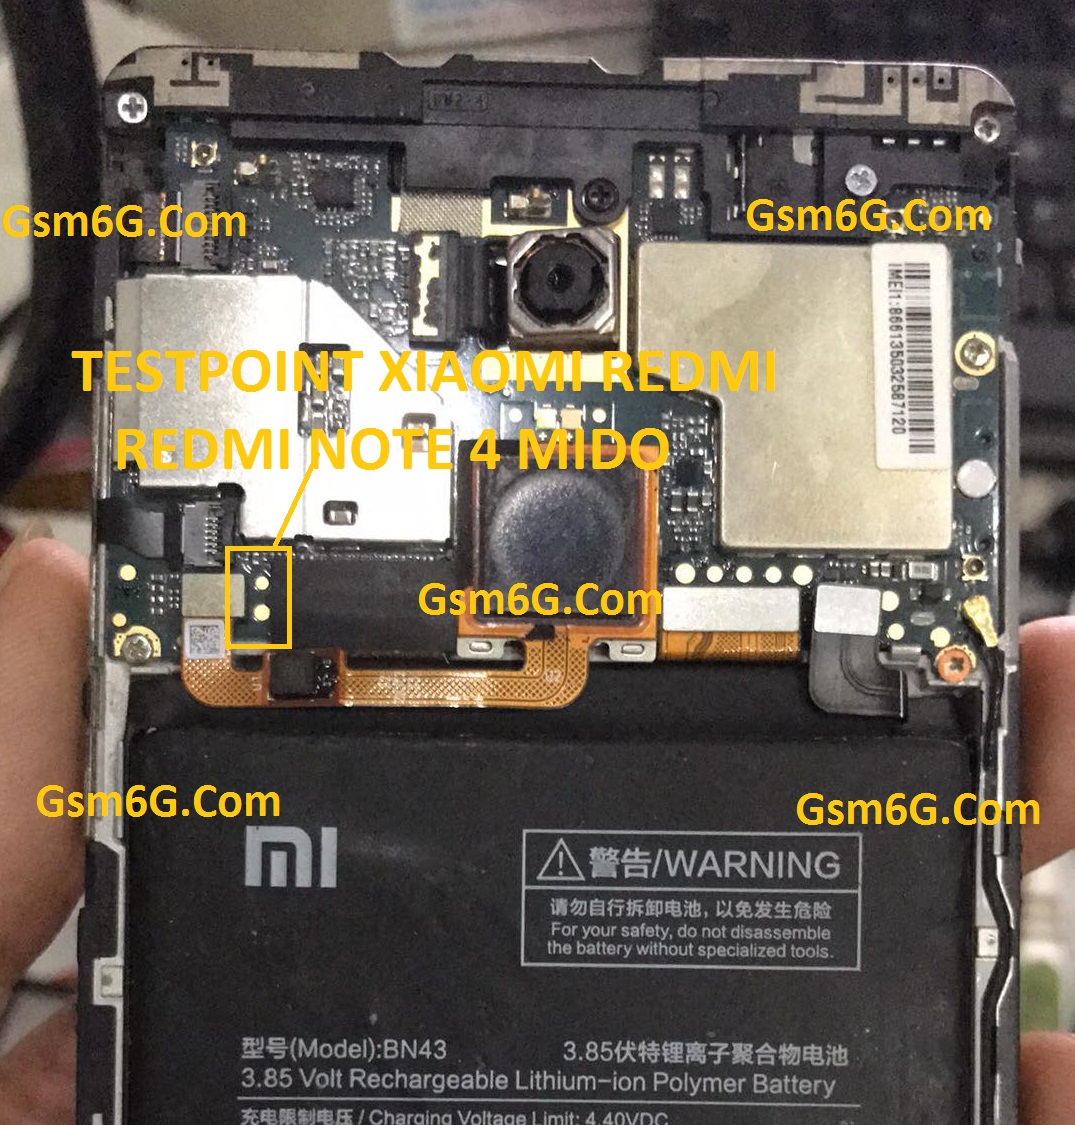 Gsm6G.Com
Gsm6G.Com
IMEI1:866135032587120
TESTPOINT XIAOMI REDMI
REDMI NOTE 4 MIDO
Gsm6G.Com
Gsm6G.Com
Gsm6G.Com
mi
警告/WARNING
请勿自行拆卸电池，以免发生危险
For your safety, do not disassemble
the battery without specialized tools.
型号(Model):BN43 3.85伏特锂离子聚合物电池
3.85 Volt Rechargeable Lithium-ion Polymer Battery
充电限制电压 / Charging Voltage Limit: 4.40VDC